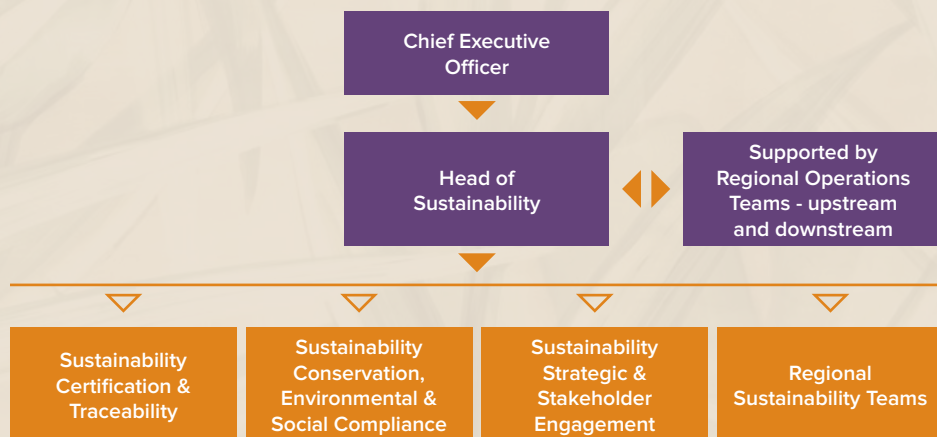 Chief Executive
Officer
Head of
Sustainability
Supported by
Regional Operations
Teams - upstream
and downstream
Sustainability
Certification &
Traceability
Sustainability
Conservation,
Environmental &
Social Compliance
Sustainability
Strategic &
Stakeholder
Engagement
Regional
Sustainability Teams